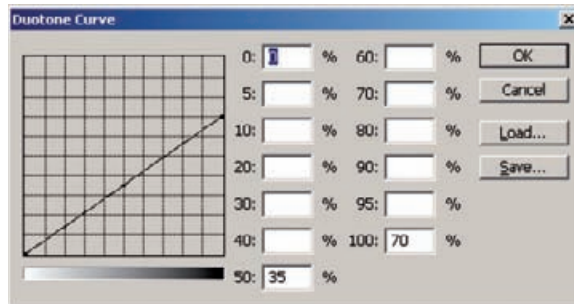 Duotone Curve
0: 0 % 60: % OK
5: % 70: % Cancel
10: % 80: % Load...
20: % 90: % Save...
30: % 95: %
40: % 100: 70 %
50: 35 %